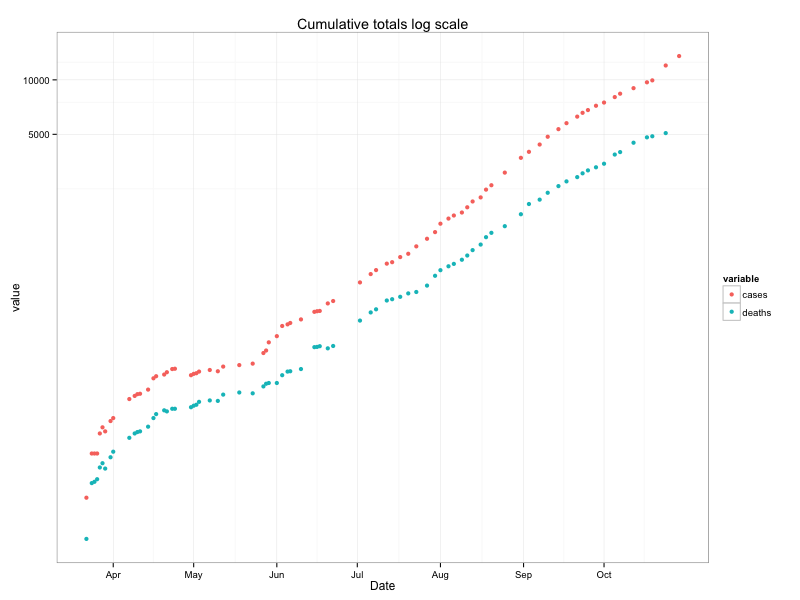 Cumulative totals log scale
10000
5000
value
Apr May Jun Jul Aug Sep Oct
Date
variable
cases
deaths